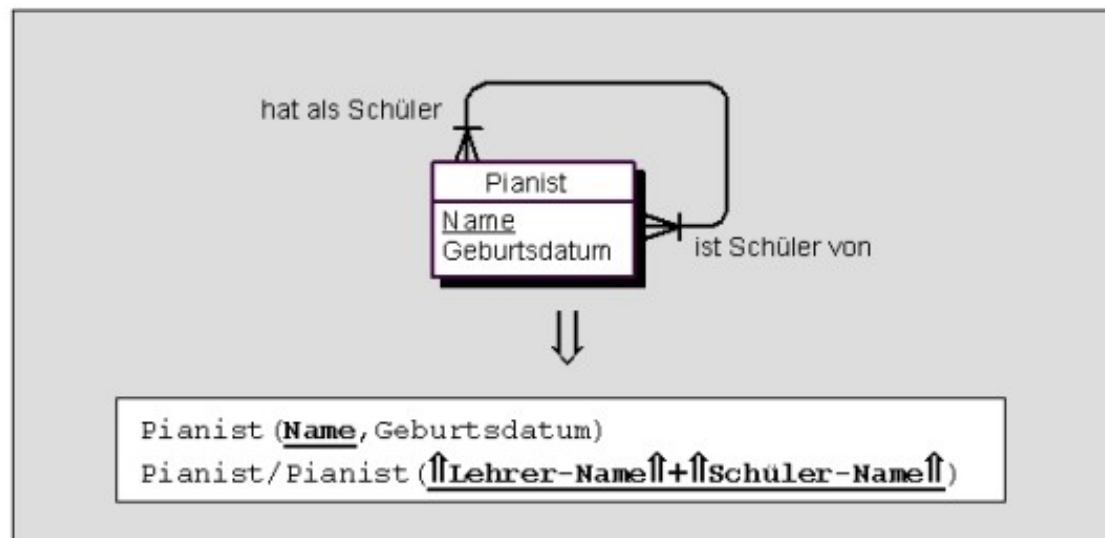 hat als Schüler
Pianist
Name
Geburtsdatum
ist Schüler von
⇓
Pianist(Name,Geburtsdatum)
Pianist/Pianist(⇑Lehrer-Name⇑+⇑Schüler-Name⇑)